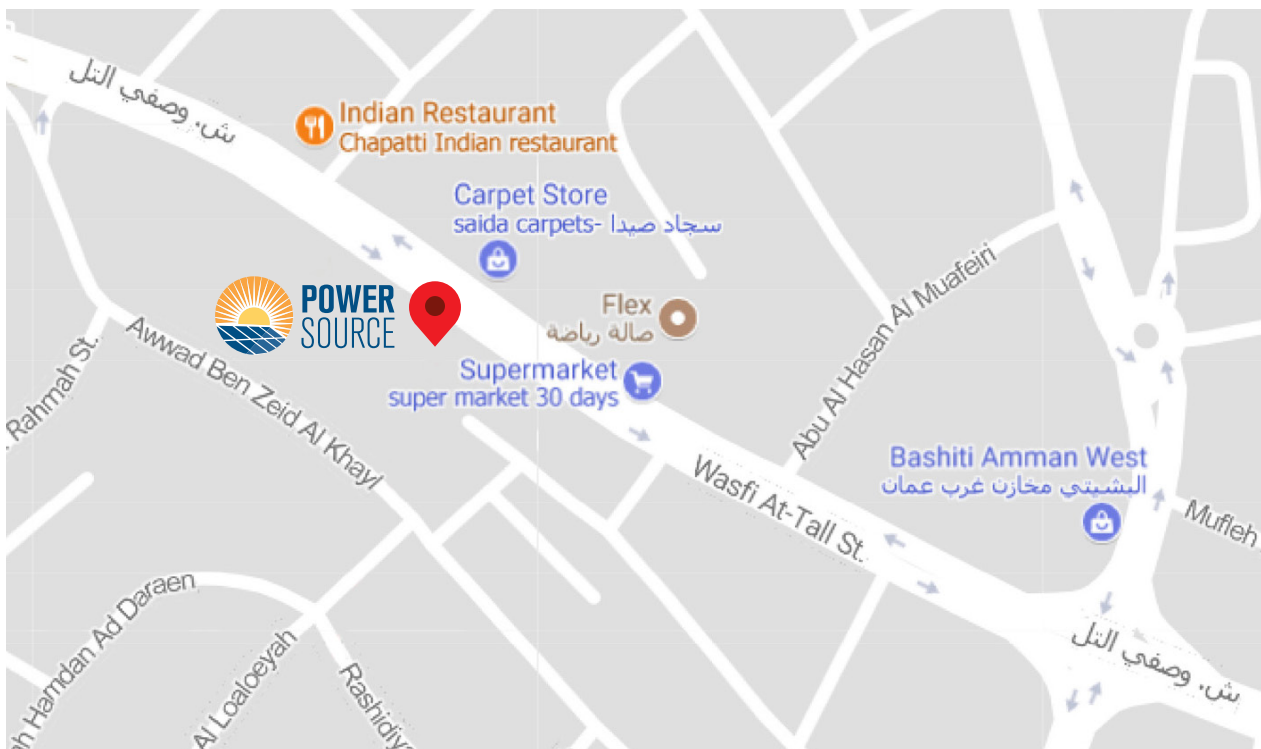 ش. وصفي التل
Indian Restaurant
Chapatti Indian restaurant
Carpet Store
saida carpets- سجاد صيدا
POWER
SOURCE
Flex
صالة رياضة
Supermarket
super market 30 days
Abu Al Hasan Al Muafeiri
Awwad Ben Zeid Al Khayl
Rahmah St.
Bashiti Amman West
البشيتي مخازن غرب عمان
Wasfi At-Tall St.
Mufleh
ah Hamdan Ad Daraen
Al Loaloeyah
Rashidiya
ش. وصفي التل